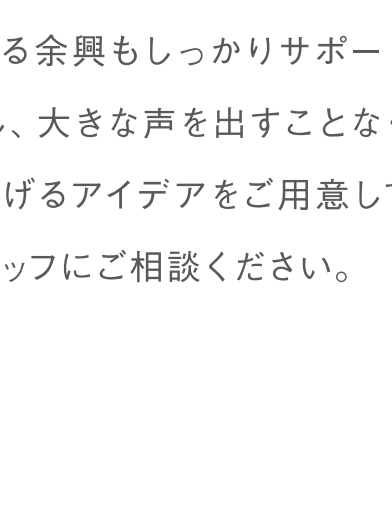 る余興もしっかりサポー
、大きな声を出すことな
げるアイデアをご用意し
ッフにご相談ください。